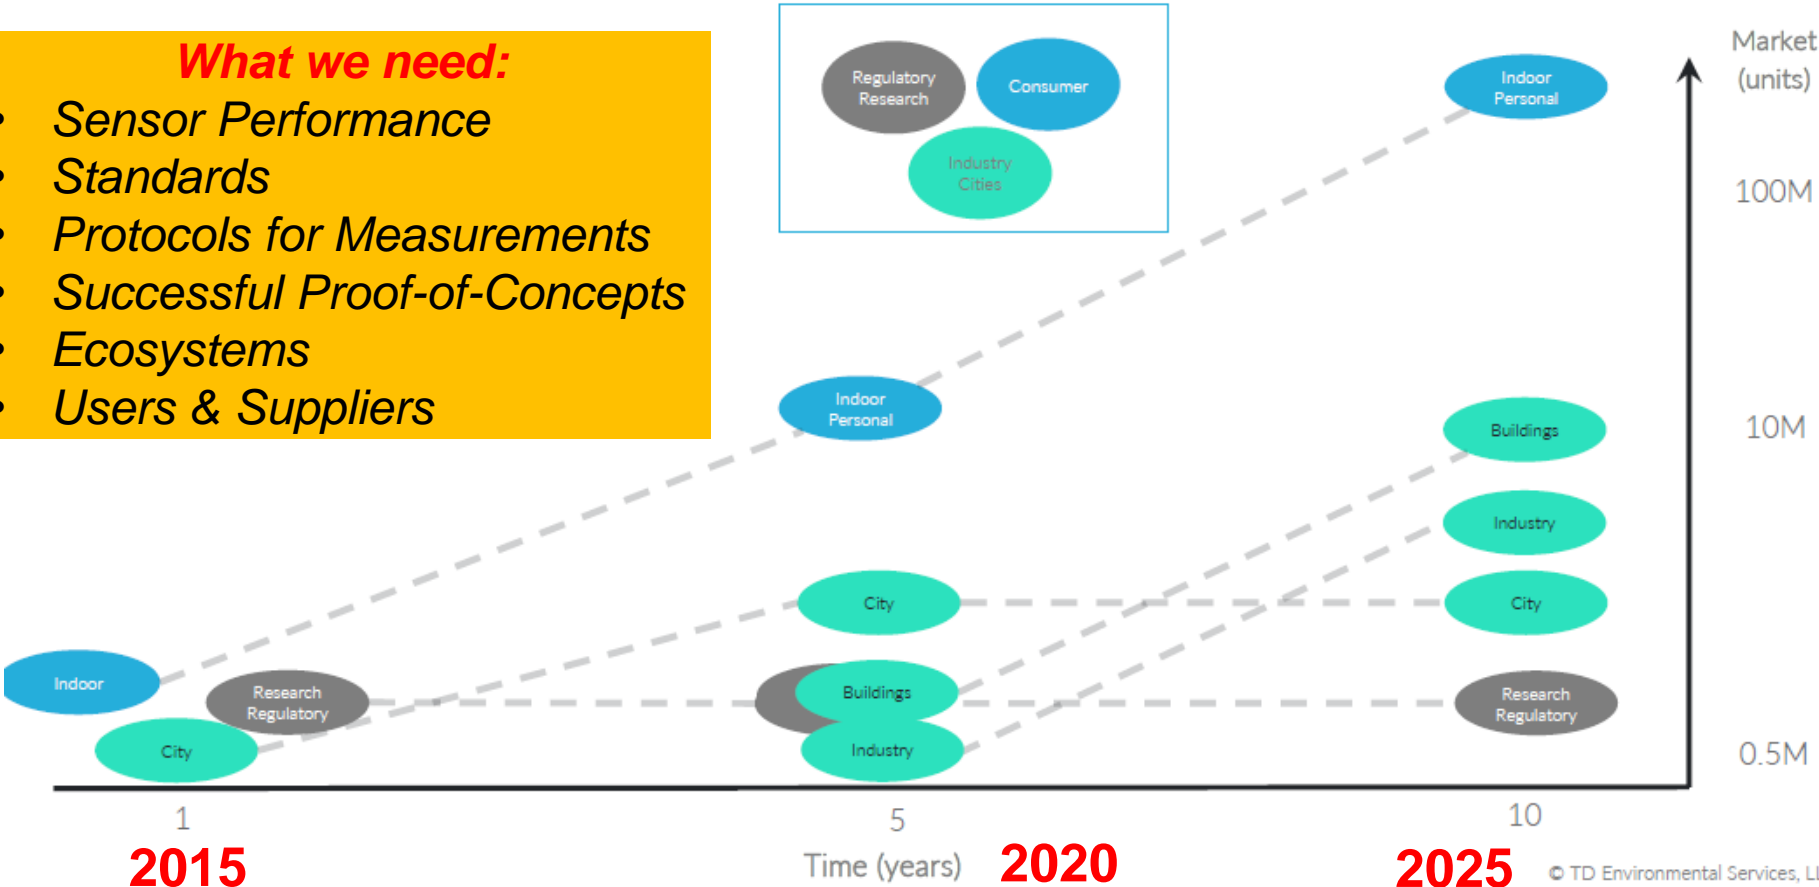 What we need:
• Sensor Performance
• Standards
• Protocols for Measurements
• Successful Proof-of-Concepts
• Ecosystems
• Users & Suppliers
Regulatory
Research
Consumer
Industry
Cities
Market
(units)
100M
10M
0.5M
Indoor
Personal
Indoor
Personal
Buildings
Industry
City
City
Indoor
Research
Regulatory
Buildings
Research
Regulatory
City
Industry
1
5
10
2015
Time (years)
2020
2025
© TD Environmental Services,